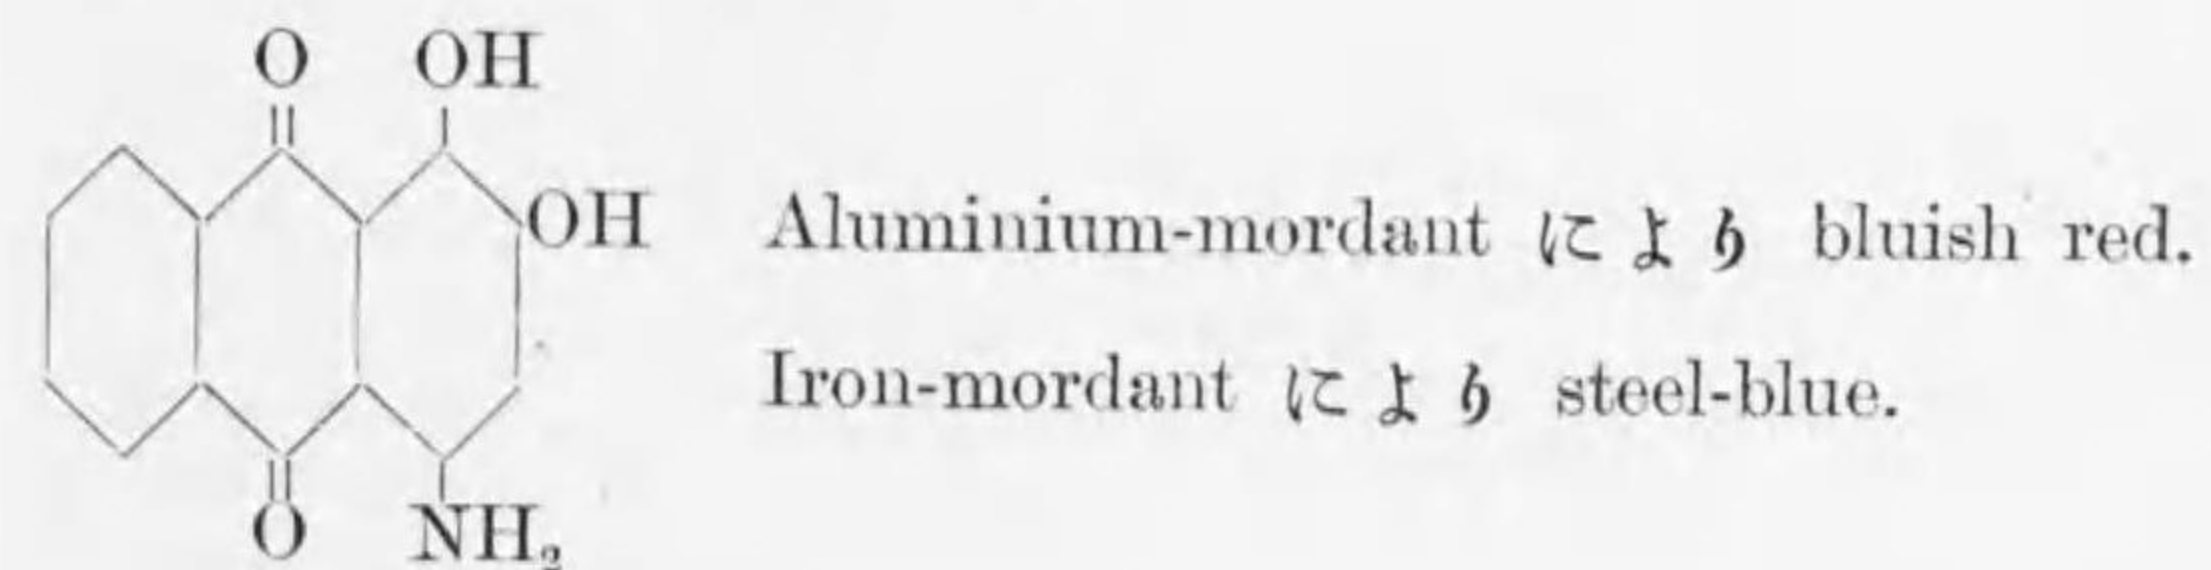 O OH
OH
Aluminium-mordant により bluish red.
Iron-mordant により steel-blue.
O NH₂